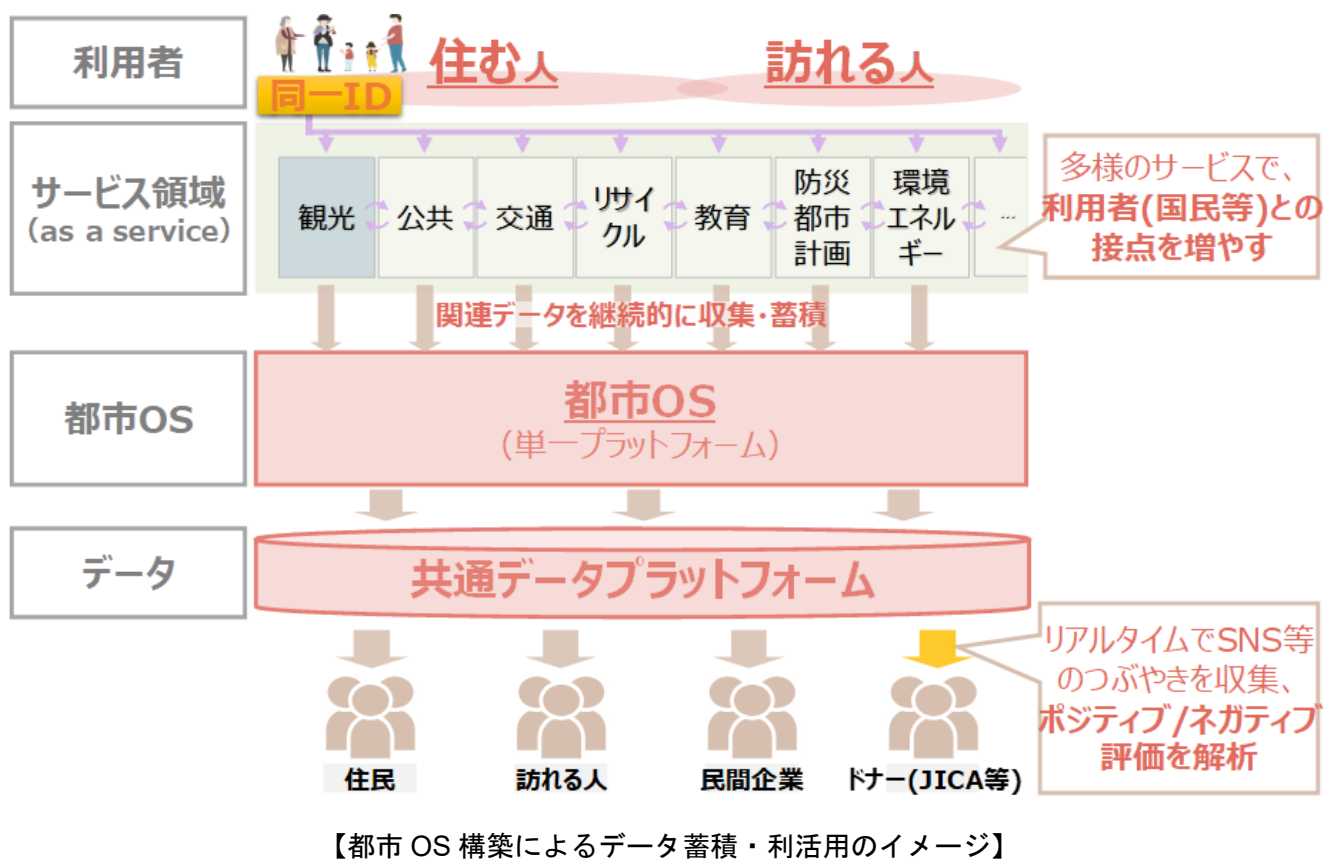 利用者
住む人
訪れる人
同一ID
サービス領域
(as a service)
観光
公共
交通
リサイ
クル
教育
防災
都市
計画
環境
エネル
ギー
...
多様のサービスで、
利用者(国民等)との
接点を増やす
関連データを継続的に収集・蓄積
都市OS
都市OS
(単一プラットフォーム)
データ
共通データプラットフォーム
リアルタイムでSNS等
のつぶやきを収集、
ポジティブ/ネガティブ
評価を解析
住民
訪れる人
民間企業
ドナー(JICA等)
【都市 OS 構築によるデータ蓄積・利活用のイメージ】